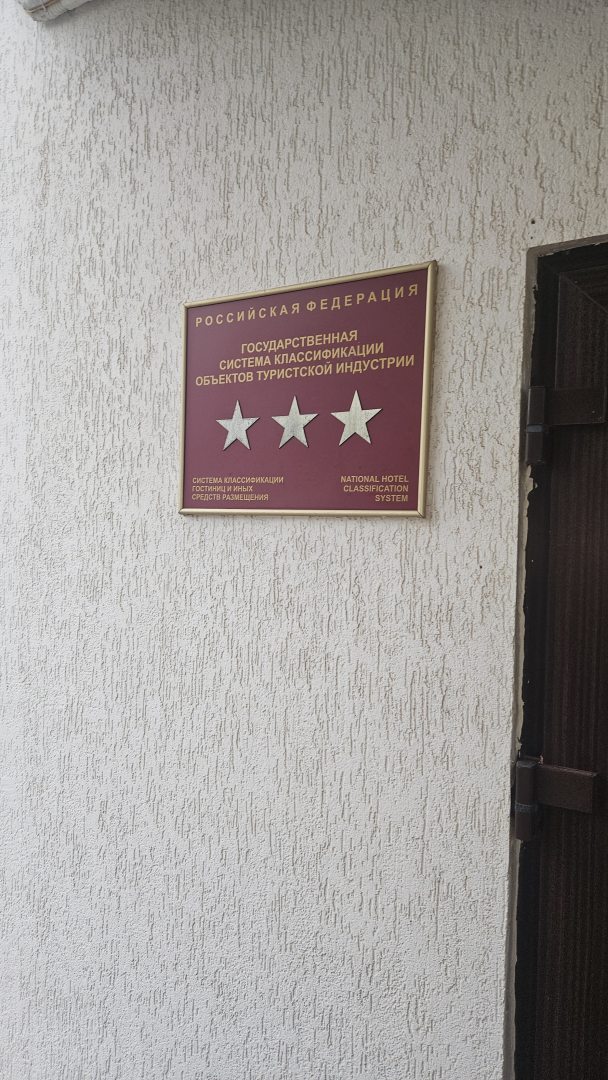 РОССИЙСКАЯ ФЕДЕРАЦИЯ
ГОСУДАРСТВЕННАЯ
СИСТЕМА КЛАССИФИКАЦИИ
ОБЪЕКТОВ ТУРИСТСКОЙ ИНДУСТРИИ
СИСТЕМА КЛАССИФИКАЦИИ
ГОСТИНИЦ И ИНЫХ
СРЕДСТВ РАЗМЕЩЕНИЯ
NATIONAL HOTEL
CLASSIFICATION
SYSTEM